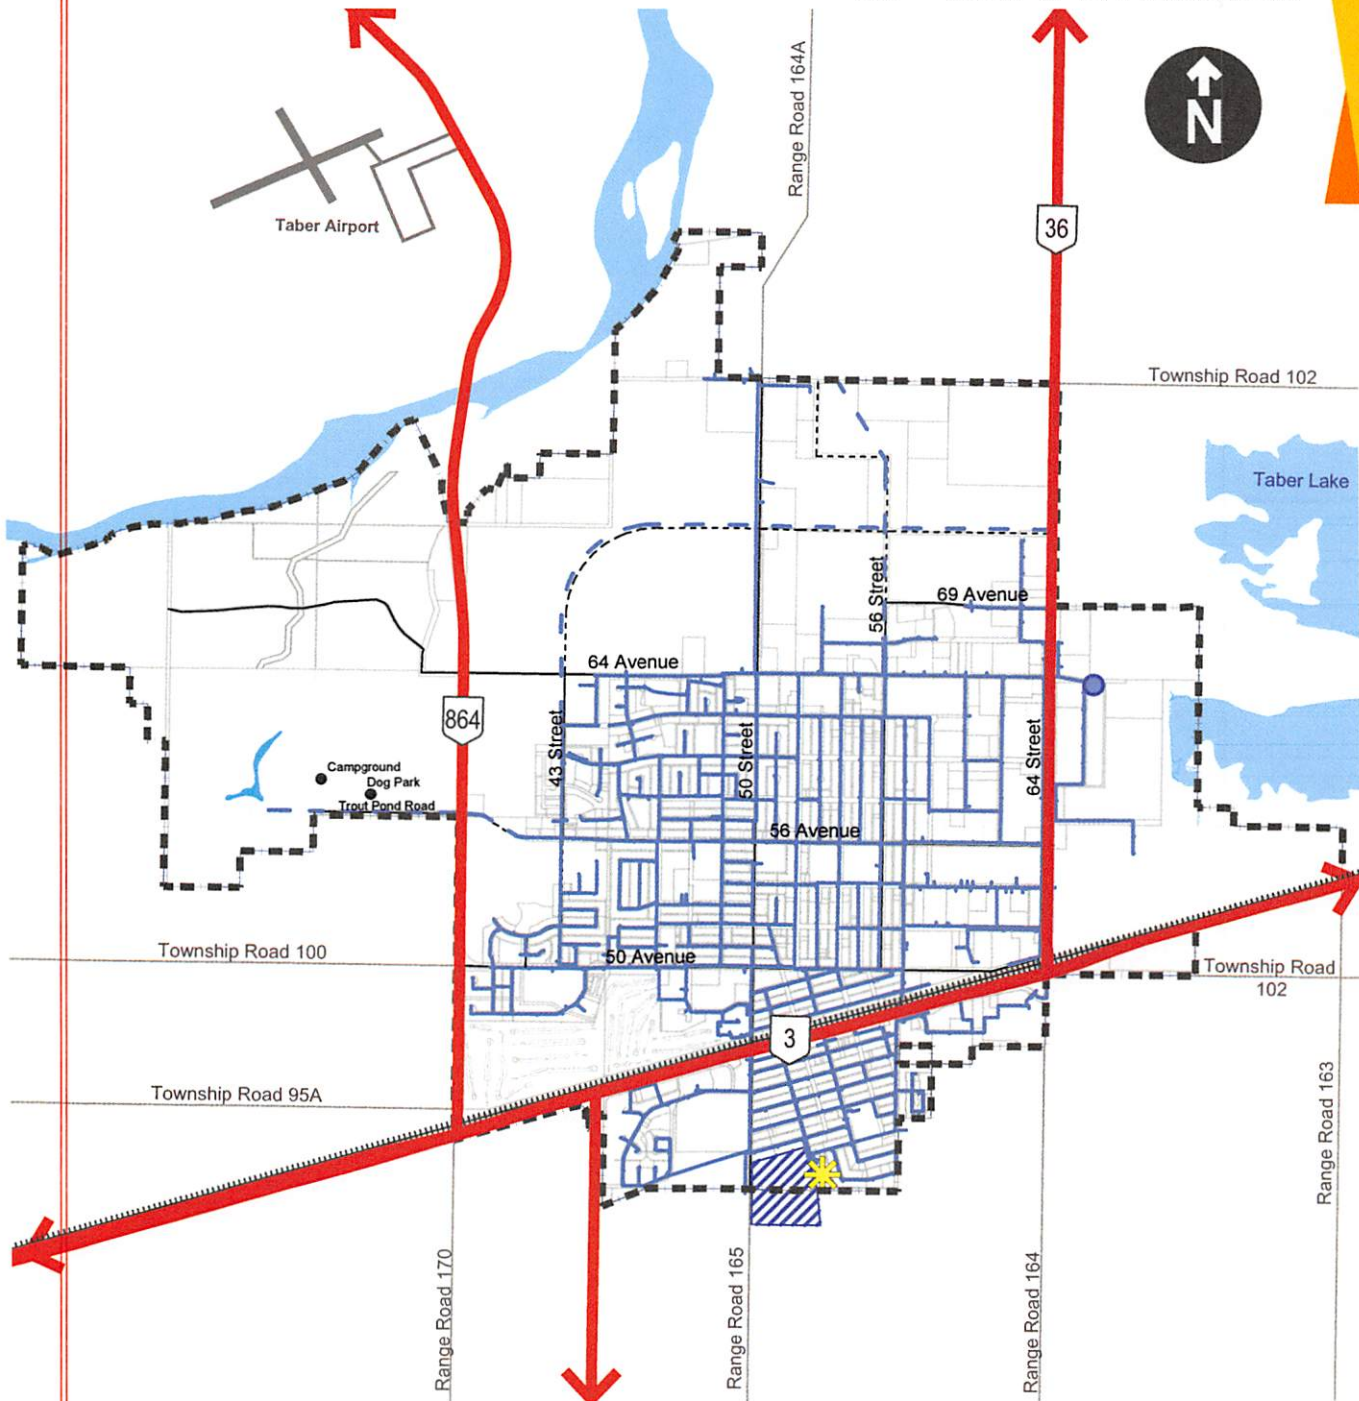 Range Road 164A
N
36
Taber Airport
Township Road 102
Taber Lake
56 Street
69 Avenue
64 Avenue
864
43 Street
50 Street
64 Street
Campground
Dog Park
Trout Pond Road
56 Avenue
Township Road 100
50 Avenue
Township Road
102
3
Township Road 95A
Range Road 163
Range Road 170
Range Road 165
Range Road 164